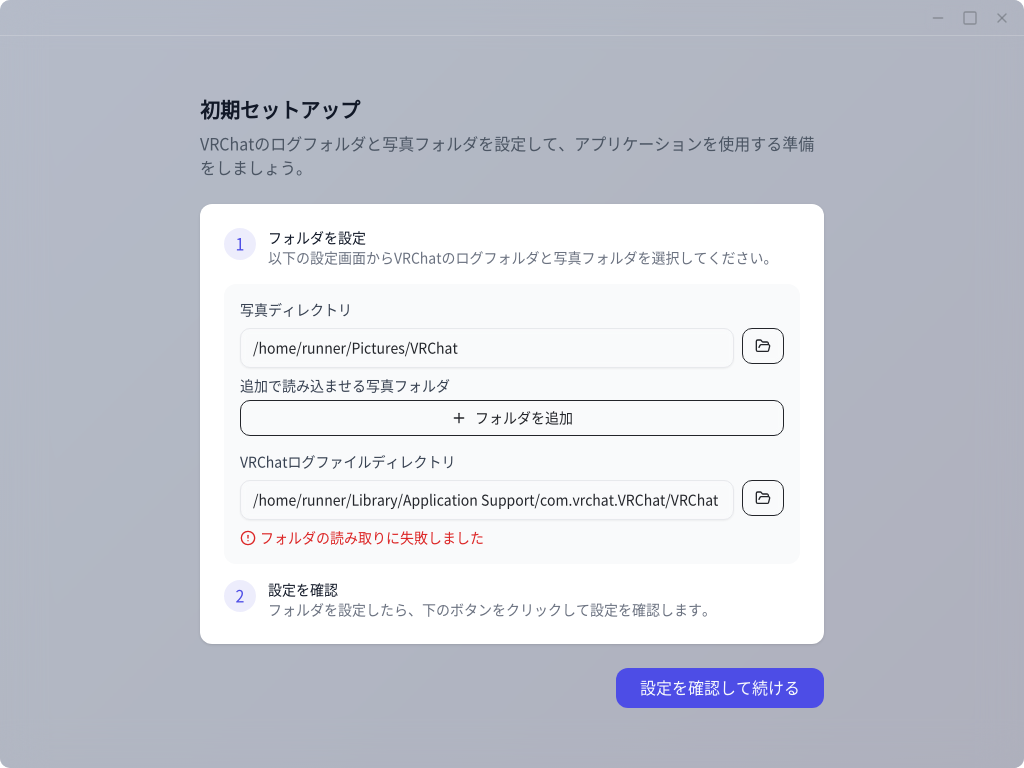 初期セットアップ
VRChatのログフォルダと写真フォルダを設定して、アプリケーションを使用する準備
をしましょう。
1
フォルダを設定
以下の設定画面からVRChatのログフォルダと写真フォルダを選択してください。
写真ディレクトリ
/home/runner/Pictures/VRChat
追加で読み込ませる写真フォルダ
フォルダを追加
VRChatログファイルディレクトリ
/home/runner/Library/Application Support/com.vrchat.VRChat/VRChat
フォルダの読み取りに失敗しました
2
設定を確認
フォルダを設定したら、下のボタンをクリックして設定を確認します。
設定を確認して続ける